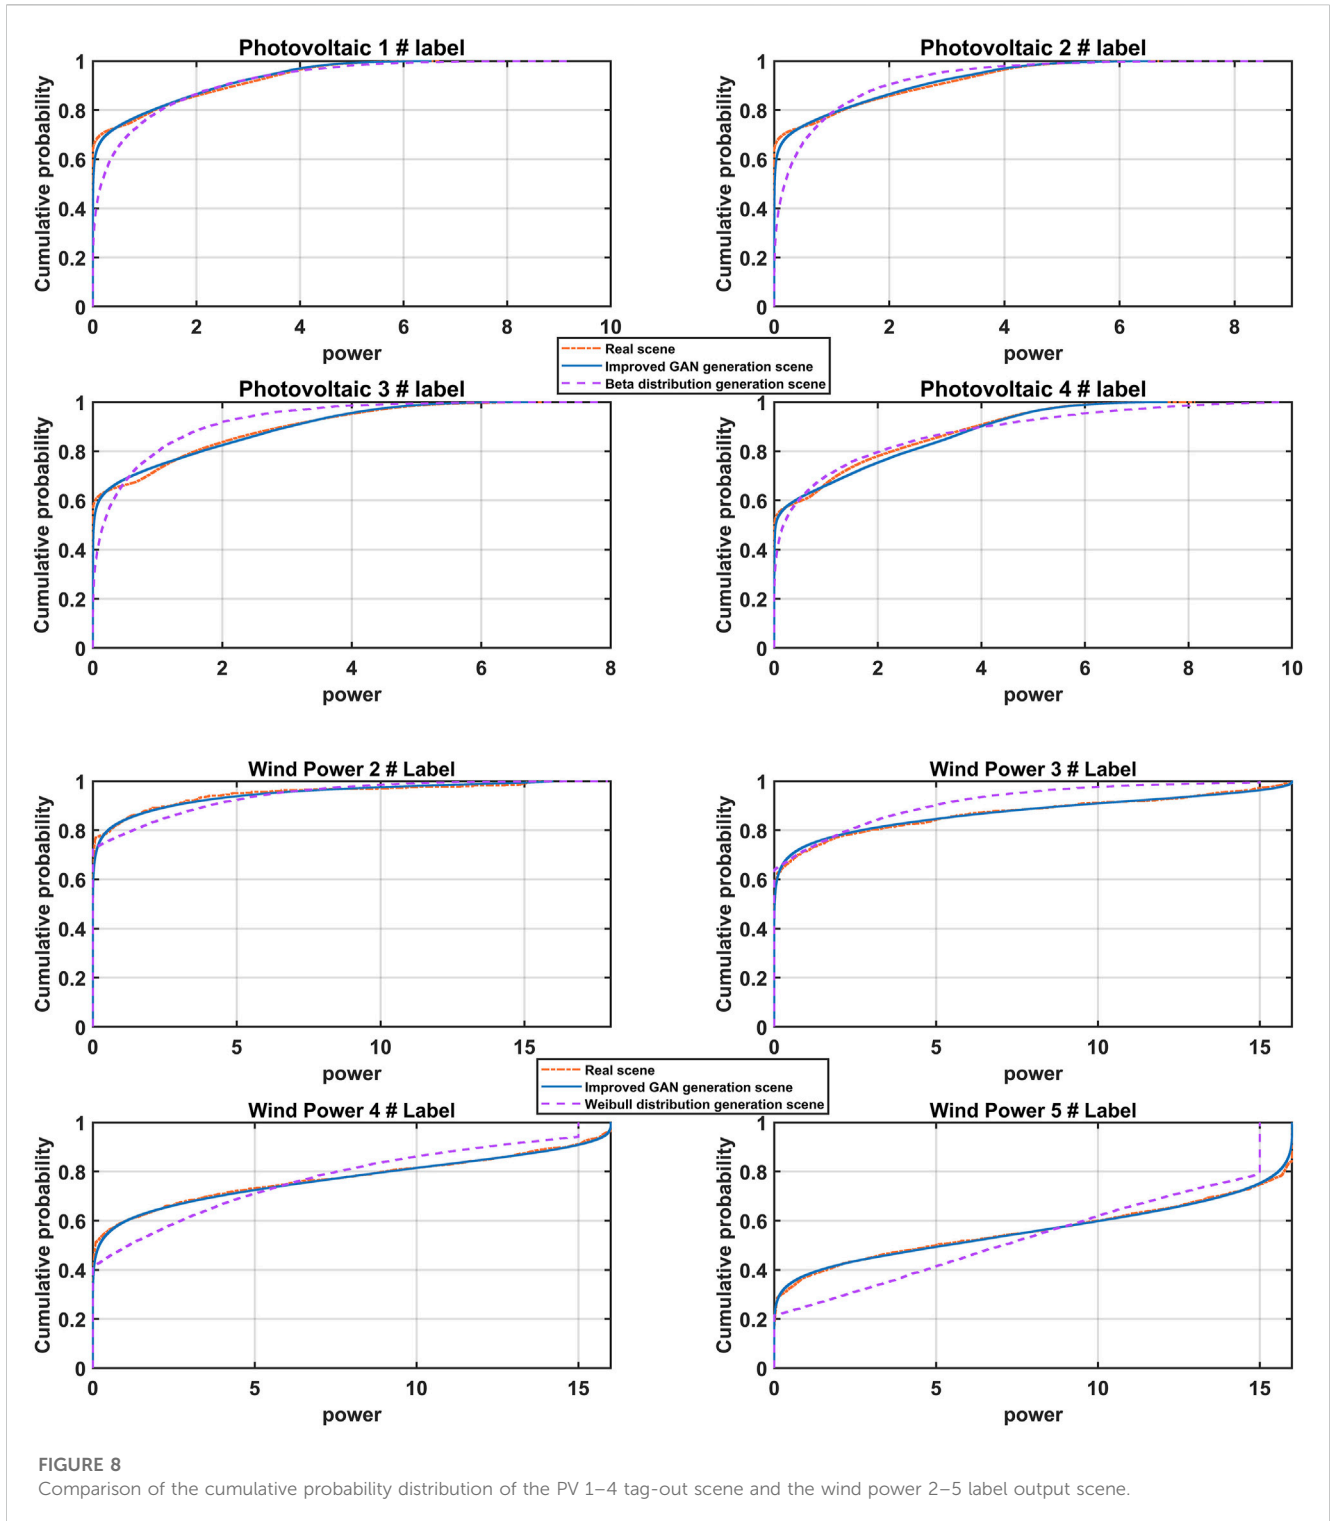 Photovoltaic 1 # label
Cumulative probability
1
0.8
0.6
0.4
0.2
0
0 2 4 6 8 10
power
Photovoltaic 2 # label
Cumulative probability
1
0.8
0.6
0.4
0.2
0
0 2 4 6 8
power
Real scene
Improved GAN generation scene
Beta distribution generation scene
Photovoltaic 3 # label
Cumulative probability
1
0.8
0.6
0.4
0.2
0
0 2 4 6 8
power
Photovoltaic 4 # label
Cumulative probability
1
0.8
0.6
0.4
0.2
0
0 2 4 6 8 10
power
Wind Power 2 # Label
Cumulative probability
1
0.8
0.6
0.4
0.2
0
0 5 10 15
power
Wind Power 3 # Label
Cumulative probability
1
0.8
0.6
0.4
0.2
0
0 5 10 15
power
Real scene
Improved GAN generation scene
Weibull distribution generation scene
Wind Power 4 # Label
Cumulative probability
1
0.8
0.6
0.4
0.2
0
0 5 10 15
power
Wind Power 5 # Label
Cumulative probability
1
0.8
0.6
0.4
0.2
0
0 5 10 15
power
FIGURE 8
Comparison of the cumulative probability distribution of the PV 1–4 tag-out scene and the wind power 2–5 label output scene.